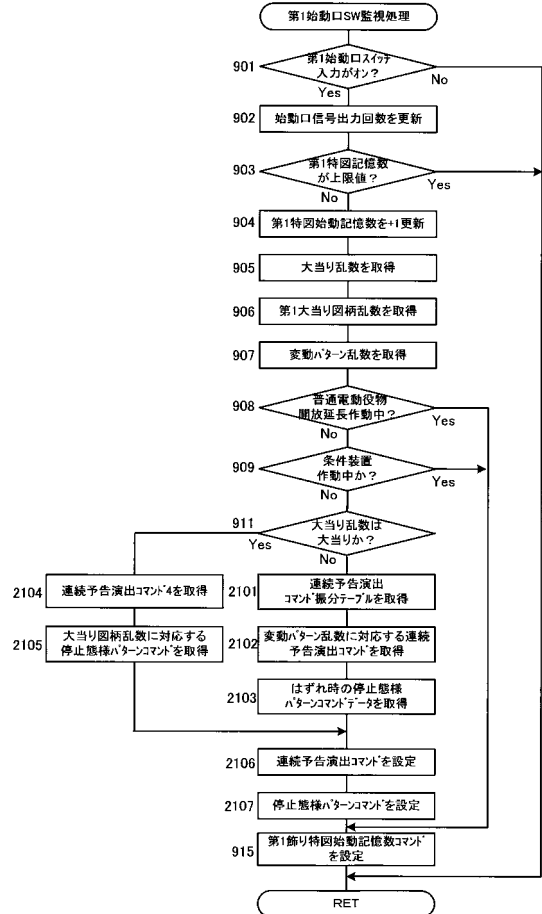 第1始動口SW監視処理
901
第1始動口スイッチ
入力がオン？
No
Yes
902
始動口信号出力回数を更新
903
第1特図記憶数
が上限値？
Yes
No
904
第1特図始動記憶数を+1更新
905
大当り乱数を取得
906
第1大当り図柄乱数を取得
907
変動パターン乱数を取得
908
普通電動役物
開放延長作動中？
Yes
No
909
条件装置
作動中か？
Yes
No
911
大当り乱数は
大当りか？
Yes
No
2104
連続予告演出コマンド4を取得
2101
連続予告演出
コマンド振分テーブルを取得
2105
大当り図柄乱数に対応する
停止態様パターンコマンドを取得
2102
変動パターン乱数に対応する連続
予告演出コマンドを取得
2103
はずれ時の停止態様
パターンコマンドデータを取得
2106
連続予告演出コマンドを設定
2107
停止態様パターンコマンドを設定
915
第1飾り特図始動記憶数コマンド
を設定
RET